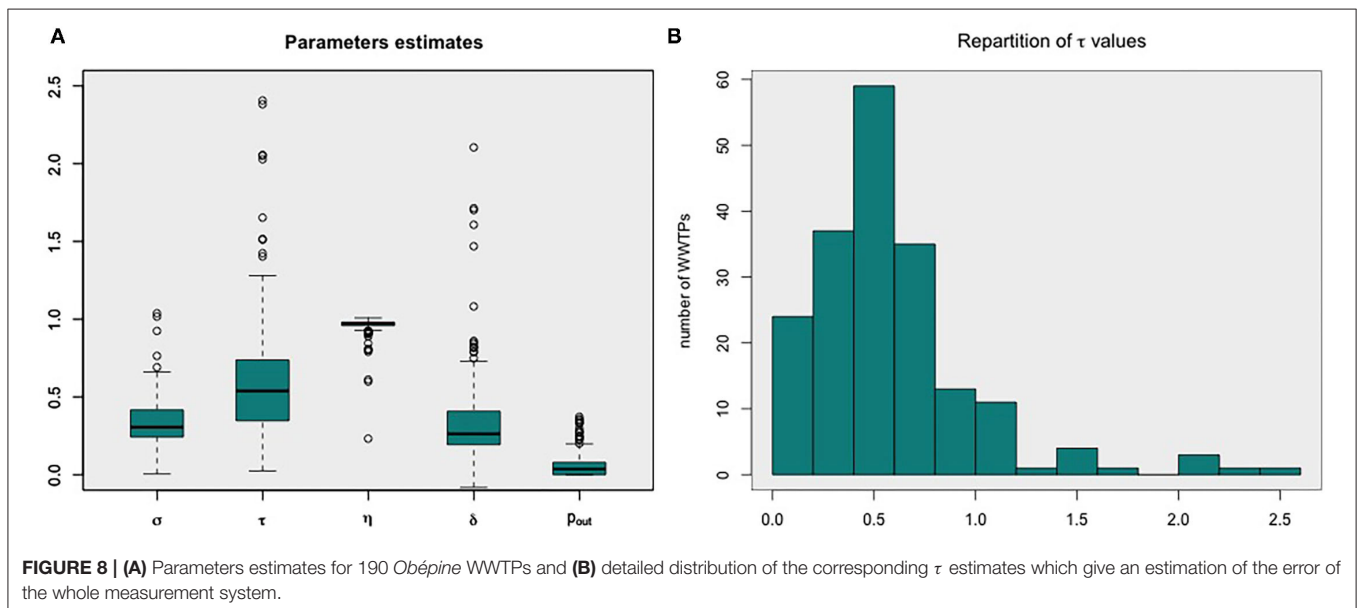 A
Parameters estimates
2.5
2.0
1.5
1.0
0.5
0.0
σ τ η δ pout
B
Repartition of τ values
number of WWTPs
60
50
40
30
20
10
0
0.0 0.5 1.0 1.5 2.0 2.5
FIGURE 8 | (A) Parameters estimates for 190 Obépine WWTPs and (B) detailed distribution of the corresponding τ estimates which give an estimation of the error of
the whole measurement system.